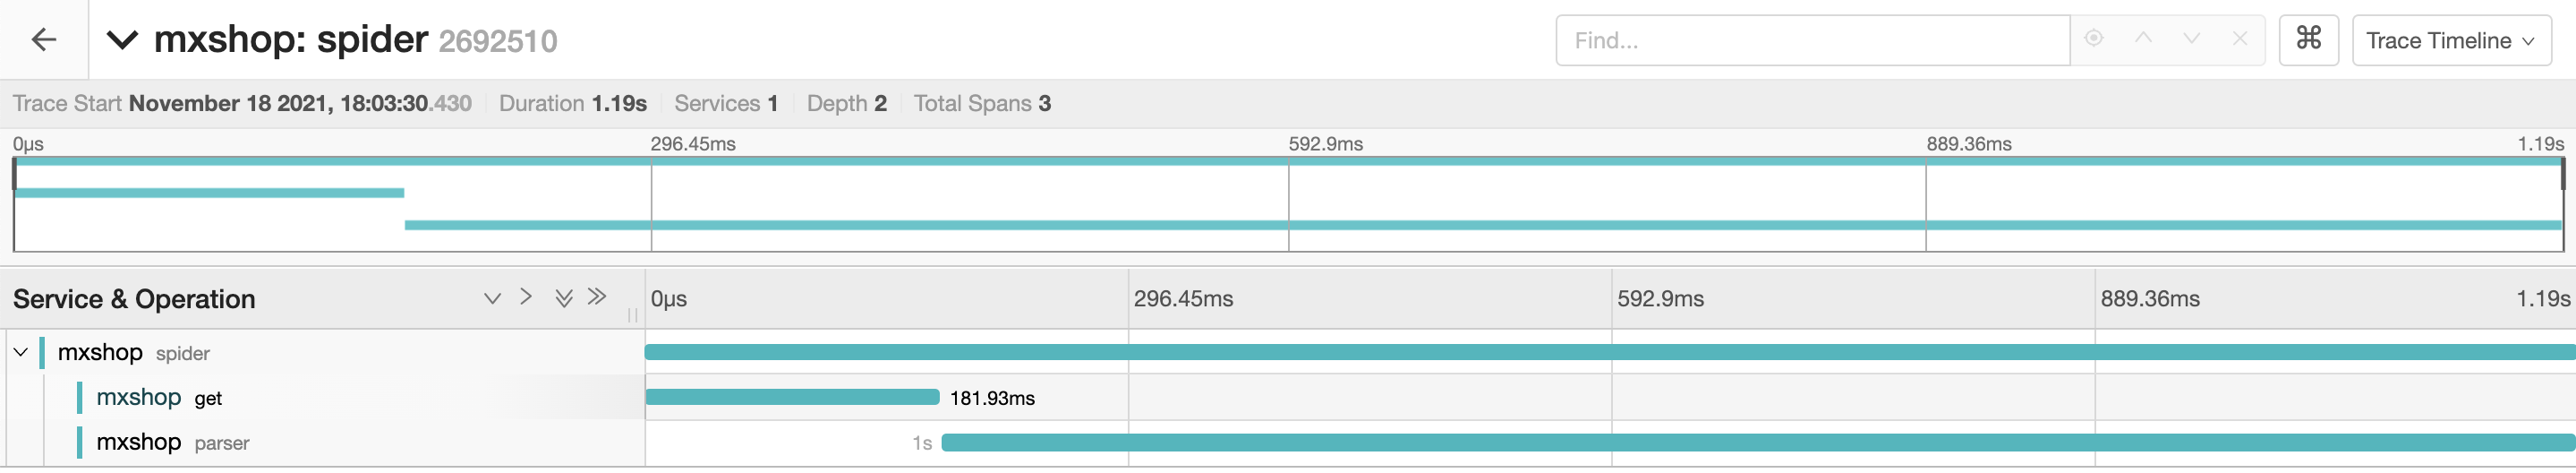 mxshop: spider 2692510 Find... ⌘ Trace Timeline
Trace Start November 18 2021, 18:03:30.430 Duration 1.19s Services 1 Depth 2 Total Spans 3
0μs 296.45ms 592.9ms 889.36ms 1.19s
Service & Operation 0μs 296.45ms 592.9ms 889.36ms 1.19s
mxshop spider
mxshop get 181.93ms
mxshop parser 1s